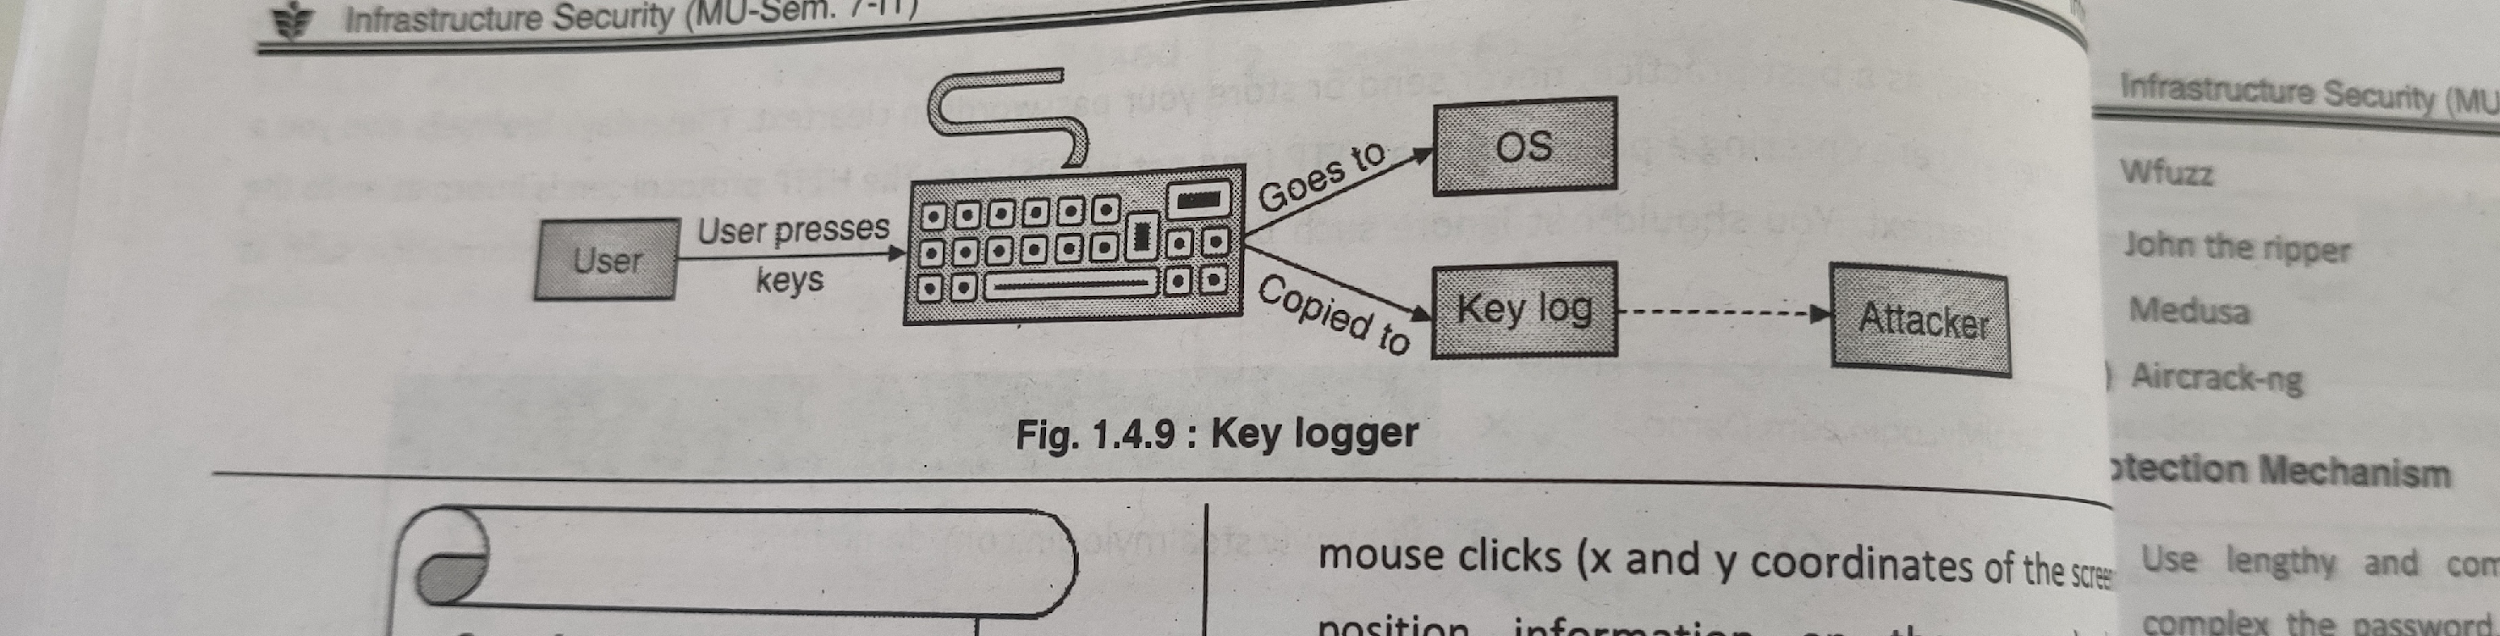 Infrastructure Security (MU-Sem. 7-IT)
User
User presses
keys
Goes to
OS
Copied to
Key log
Attacker
Fig. 1.4.9 : Key logger
mouse clicks (x and y coordinates of the
position information
Infrastructure Security (MU
Wfuzz
John the ripper
Medusa
Aircrack-ng
otection Mechanism
Use lengthy and com
complex the password